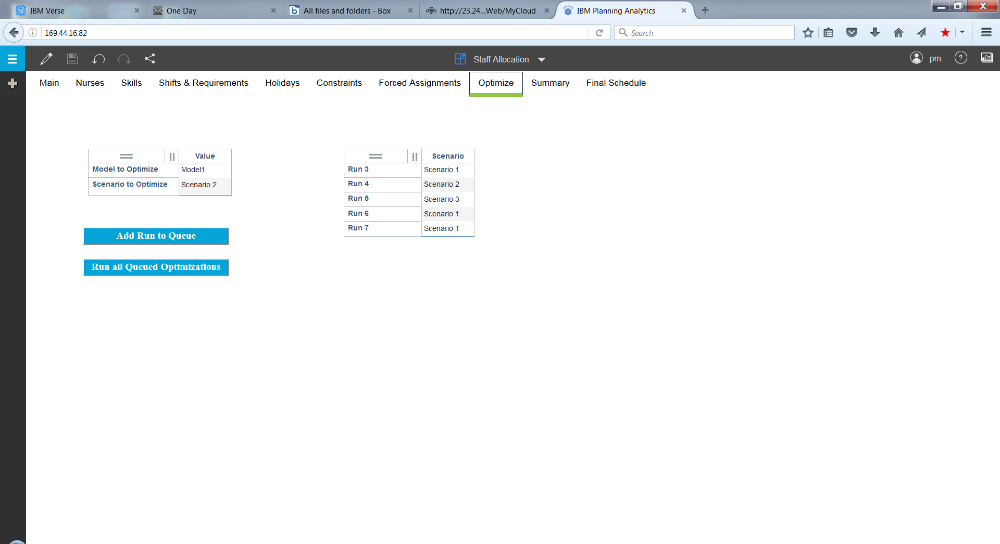 IBM Verse One Day All files and folders - Box http://23.24...Web/MyCloud IBM Planning Analytics
169.44.16.82 Search
Staff Allocation pm
Main Nurses Skills Shifts & Requirements Holidays Constraints Forced Assignments Optimize Summary Final Schedule
Value
Model to Optimize Model1
Scenario to Optimize Scenario 2
Add Run to Queue
Run all Queued Optimizations
Scenario
Run 3 Scenario 1
Run 4 Scenario 2
Run 5 Scenario 3
Run 6 Scenario 1
Run 7 Scenario 1